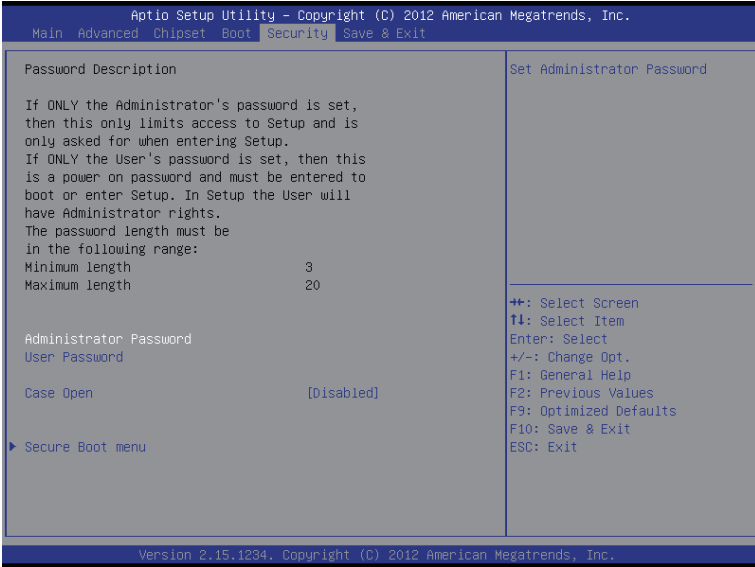 Aptio Setup Utility – Copyright (C) 2012 American Megatrends, Inc.
Main Advanced Chipset Boot Security Save & Exit
Password Description
If ONLY the Administrator's password is set,
then this only limits access to Setup and is
only asked for when entering Setup.
If ONLY the User's password is set, then this
is a power on password and must be entered to
boot or enter Setup. In Setup the User will
have Administrator rights.
The password length must be
in the following range:
Minimum length 3
Maximum length 20
Administrator Password
User Password
Case Open [Disabled]
Secure Boot menu
Set Administrator Password
→←: Select Screen
↑↓: Select Item
Enter: Select
+/-: Change Opt.
F1: General Help
F2: Previous Values
F9: Optimized Defaults
F10: Save & Exit
ESC: Exit
Version 2.15.1234. Copyright (C) 2012 American Megatrends, Inc.